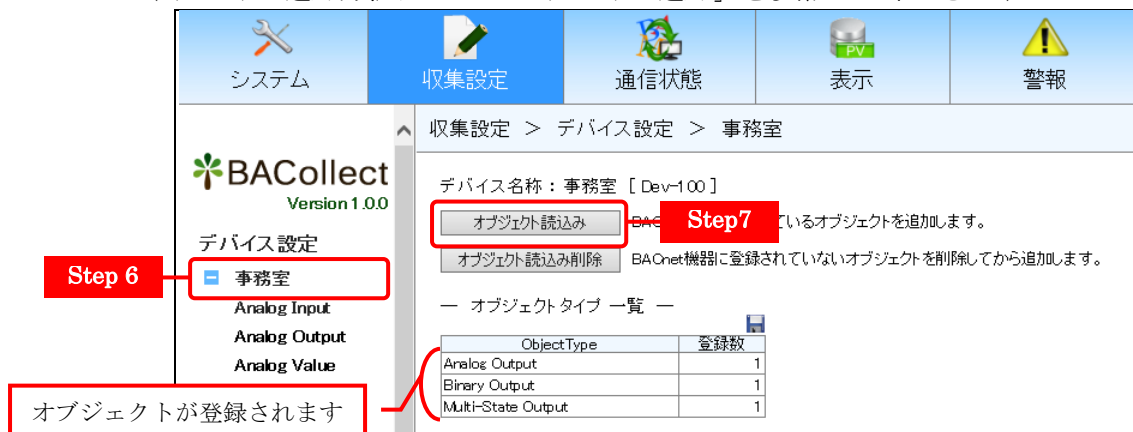 システム
収集設定
通信状態
PV
表示
警報
収集設定 > デバイス設定 > 事務室
BACollect
Version 1.0.0
デバイス名称：事務室 [ Dev-100 ]
オブジェクト読込み
Step7
ているオブジェクトを追加します。
デバイス設定
オブジェクト読込み削除
BACnet機器に登録されていないオブジェクトを削除してから追加します。
Step 6
事務室
Analog Input
― オブジェクトタイプ 一覧 ―
Analog Output
ObjectType 登録数
Analog Value
Analog Output 1
Binary Output 1
Multi-State Output 1
オブジェクトが登録されます